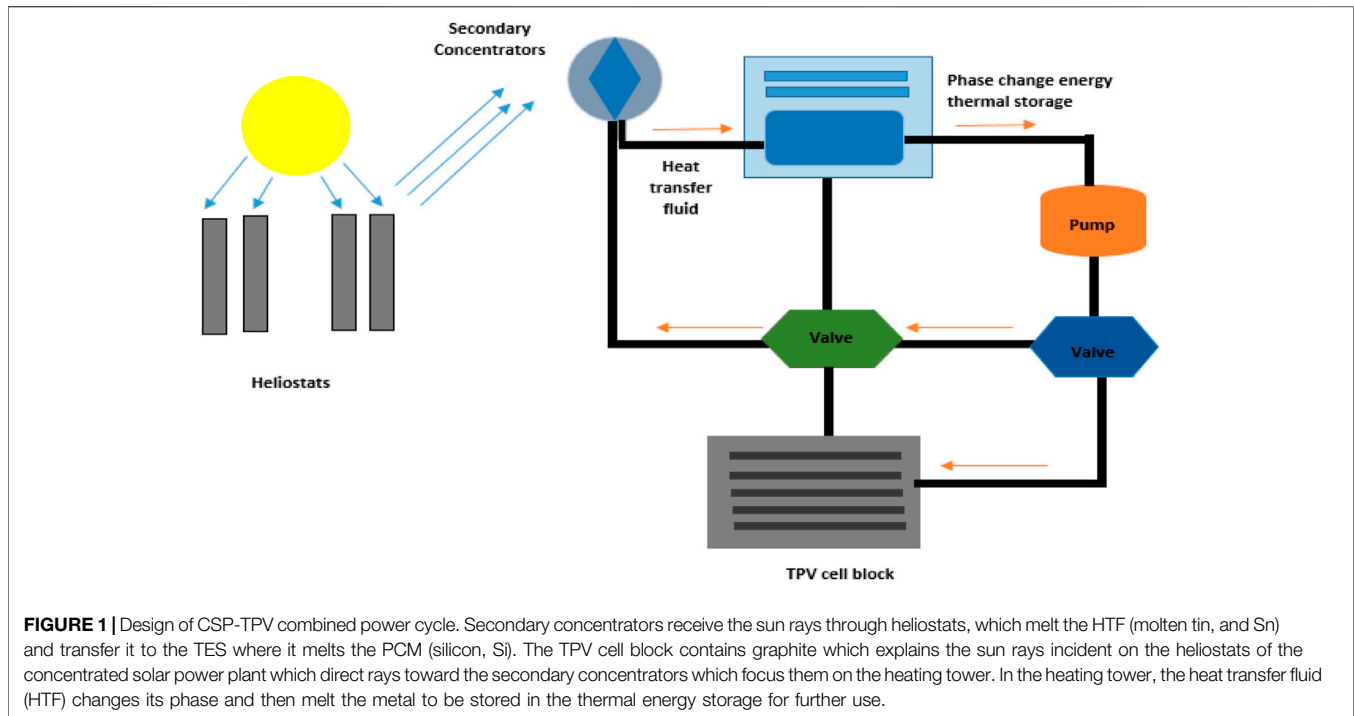 Secondary
Concentrators
Phase change energy
thermal storage
Heat
transfer
fluid
Pump
Valve
Valve
Heliostats
TPV cell block
FIGURE 1 | Design of CSP-TPV combined power cycle. Secondary concentrators receive the sun rays through heliostats, which melt the HTF (molten tin, and Sn)
and transfer it to the TES where it melts the PCM (silicon, Si). The TPV cell block contains graphite which explains the sun rays incident on the heliostats of the
concentrated solar power plant which direct rays toward the secondary concentrators which focus them on the heating tower. In the heating tower, the heat transfer fluid
(HTF) changes its phase and then melt the metal to be stored in the thermal energy storage for further use.